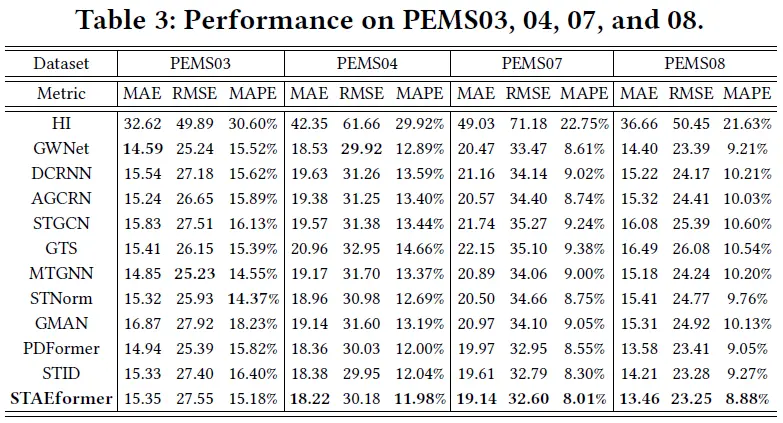 Table 3: Performance on PEMS03, 04, 07, and 08.
Dataset PEMS03 PEMS04 PEMS07 PEMS08
Metric MAE RMSE MAPE MAE RMSE MAPE MAE RMSE MAPE MAE RMSE MAPE
HI 32.62 49.89 30.60% 42.35 61.66 29.92% 49.03 71.18 22.75% 36.66 50.45 21.63%
GWNet 14.59 25.24 15.52% 18.53 29.92 12.89% 20.47 33.47 8.61% 14.40 23.39 9.21%
DCRNN 15.54 27.18 15.62% 19.63 31.26 13.59% 21.16 34.14 9.02% 15.22 24.17 10.21%
AGCRN 15.24 26.65 15.89% 19.38 31.25 13.40% 20.57 34.40 8.74% 15.32 24.41 10.03%
STGCN 15.83 27.51 16.13% 19.57 31.38 13.44% 21.74 35.27 9.24% 16.08 25.39 10.60%
GTS 15.41 26.15 15.39% 20.96 32.95 14.66% 22.15 35.10 9.38% 16.49 26.08 10.54%
MTGNN 14.85 25.23 14.55% 19.17 31.70 13.37% 20.89 34.06 9.00% 15.18 24.24 10.20%
STNorm 15.32 25.93 14.37% 18.96 30.98 12.69% 20.50 34.66 8.75% 15.41 24.77 9.76%
GMAN 16.87 27.92 18.23% 19.14 31.60 13.19% 20.97 34.10 9.05% 15.31 24.92 10.13%
PDFormer 14.94 25.39 15.82% 18.36 30.03 12.00% 19.97 32.95 8.55% 13.58 23.41 9.05%
STID 15.33 27.40 16.40% 18.38 29.95 12.04% 19.61 32.79 8.30% 14.21 23.28 9.27%
STAEformer 15.35 27.55 15.18% 18.22 30.18 11.98% 19.14 32.60 8.01% 13.46 23.25 8.88%